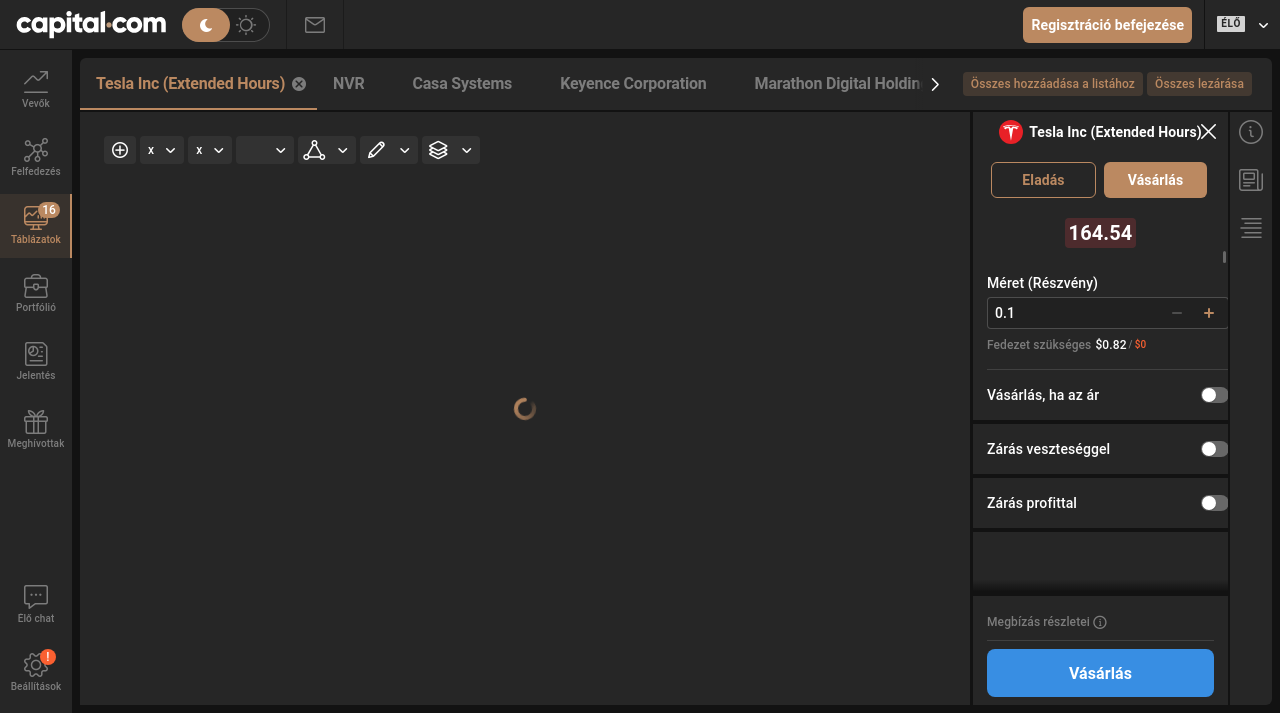 capital.com
Regisztráció befejezése
ÉLŐ
Vevők
Felfedezés
16
Táblázatok
Portfólió
Jelentés
Meghívottak
Elő chat
!
Beállítások
Tesla Inc (Extended Hours)
NVR
Casa Systems
Keyence Corporation
Marathon Digital Holdin
Összes hozzáadása a listához
Összes lezárása
x
x
Tesla Inc (Extended Hours)
Eladás
Vásárlás
164.54
Méret (Részvény)
0.1
Fedezet szükséges $0.82 / $0
Vásárlás, ha az ár
Zárás veszteséggel
Zárás profittal
Megbízás részletei
Vásárlás